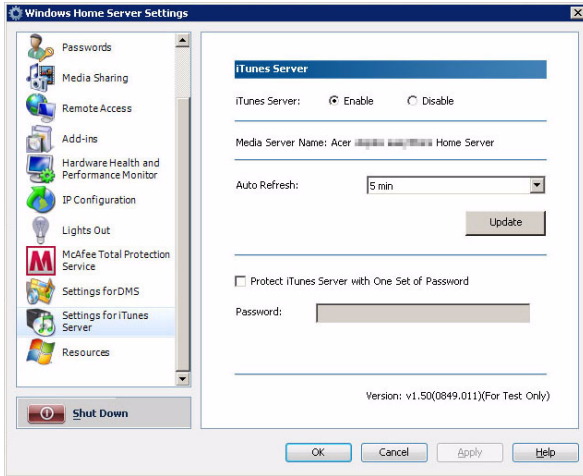 Windows Home Server Settings
Passwords
Media Sharing
Remote Access
Add-ins
Hardware Health and
Performance Monitor
IP Configuration
Lights Out
McAfee Total Protection
Service
Settings for DMS
Settings for iTunes
Server
Resources
Shut Down
iTunes Server
iTunes Server: Enable Disable
Media Server Name: Acer Home Server
Auto Refresh: 5 min
Update
Protect iTunes Server with One Set of Password
Password:
Version: v1.50(0849.011)(For Test Only)
OK Cancel Apply Help